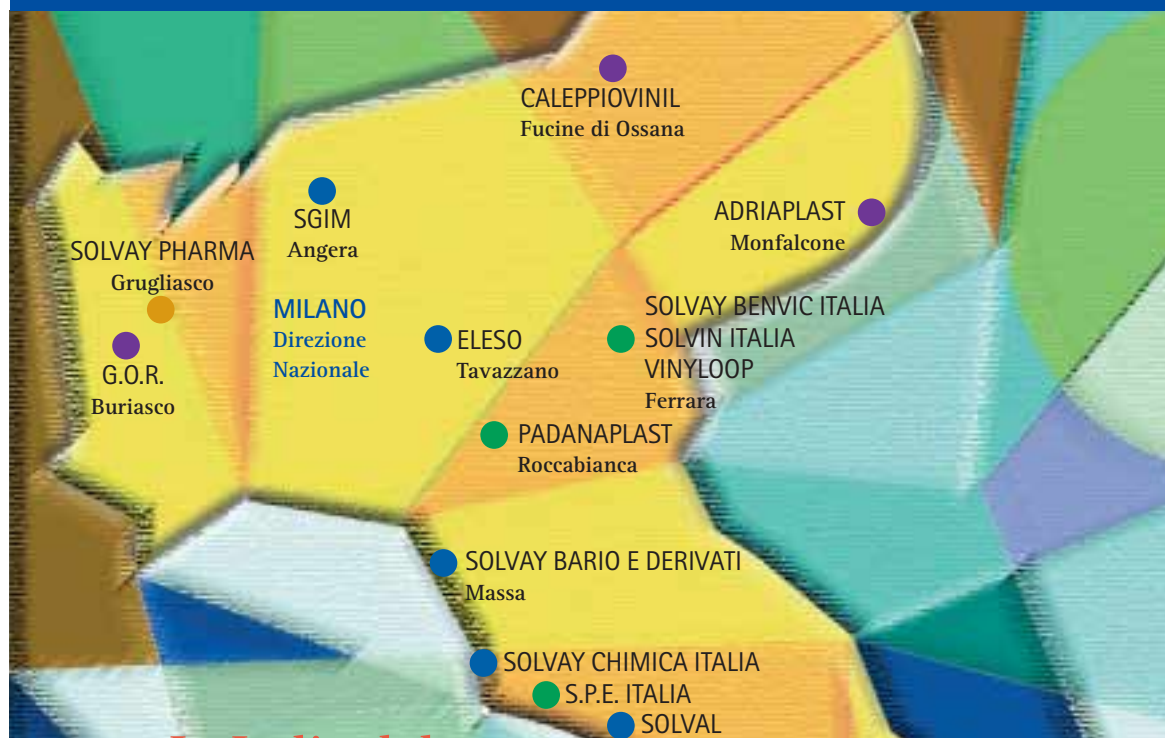 CALEPPIOVINIL
Fucine di Ossana
SGIM
Angera
ADRIAPLAST
Monfalcone
SOLVAY PHARMA
Grugliasco
G.O.R.
Buriasco
MILANO
Direzione
Nazionale
ELESO
Tavazzano
SOLVAY BENVIC ITALIA
SOLVIN ITALIA
VINYLOOP
Ferrara
PADANAPLAST
Roccabianca
SOLVAY BARIO E DERIVATI
Massa
SOLVAY CHIMICA ITALIA
S.P.E. ITALIA
SOLVAL